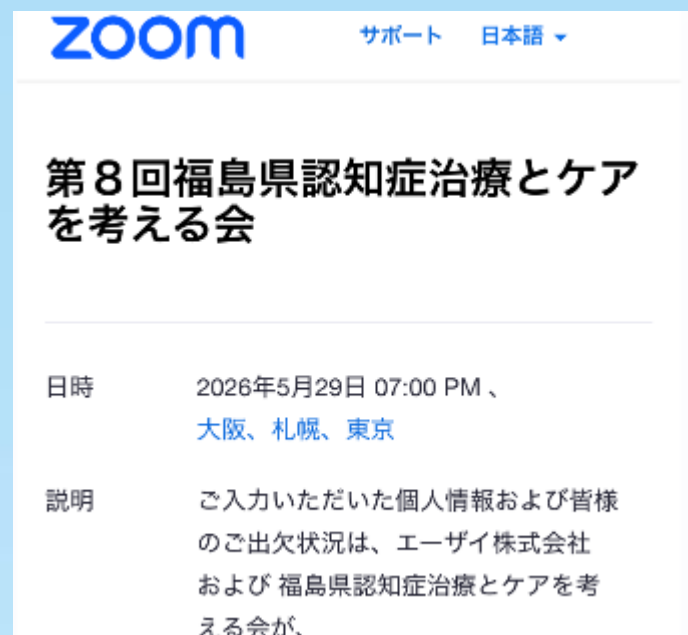 zoom サポート 日本語
第８回福島県認知症治療とケア
を考える会
日時 2026年5月29日 07:00 PM 、
大阪、札幌、東京
説明 ご入力いただいた個人情報および皆様
のご出欠状況は、エーザイ株式会社
および 福島県認知症治療とケアを考
える会が、